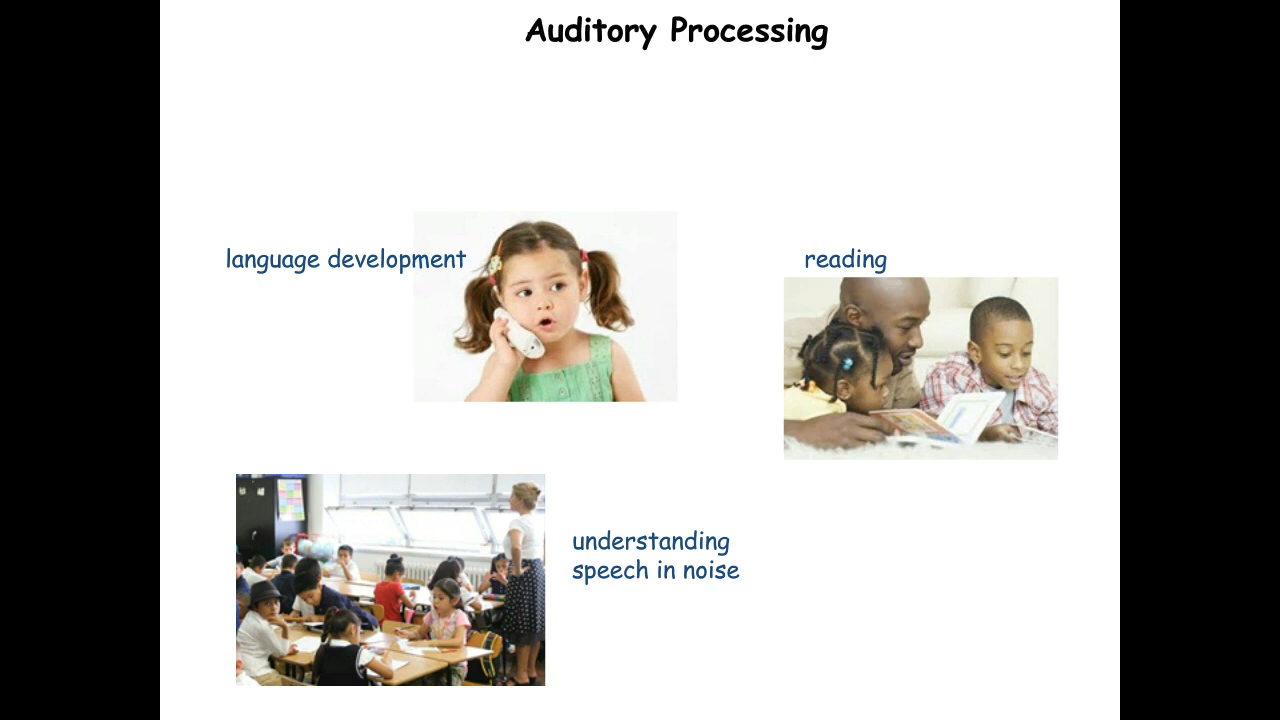 Auditory Processing
language development
reading
understanding
speech in noise